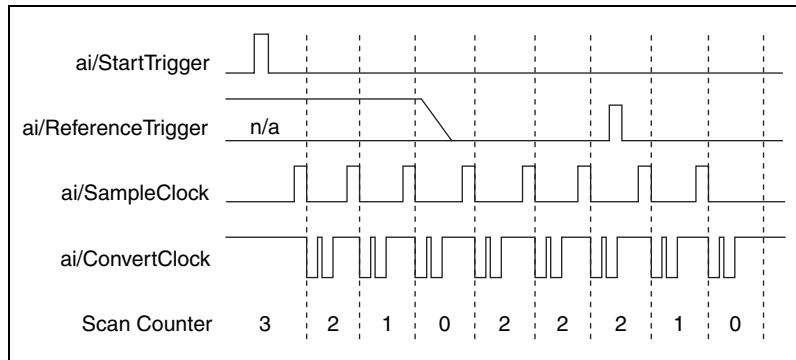 ai/StartTrigger
ai/ReferenceTrigger n/a
ai/SampleClock
ai/ConvertClock
Scan Counter 3 2 1 0 2 2 2 1 0